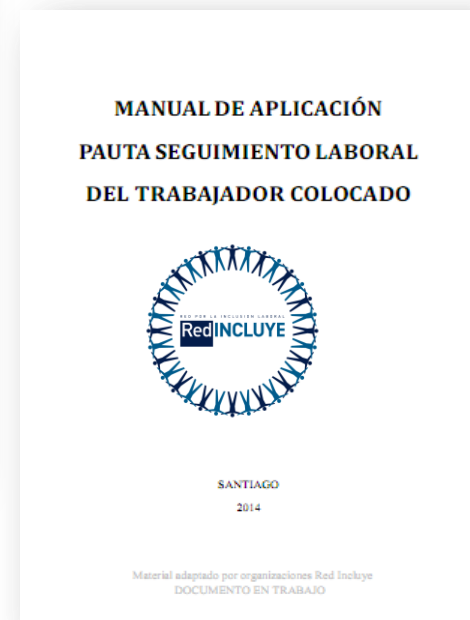 MANUAL DE APLICACIÓN
PAUTA SEGUIMIENTO LABORAL
DEL TRABAJADOR COLOCADO
RED POR LA INCLUSIÓN LABORAL
RedINCLUYE
SANTIAGO
2014
Material adaptado por organizaciones Red Incluye
DOCUMENTO EN TRABAJO